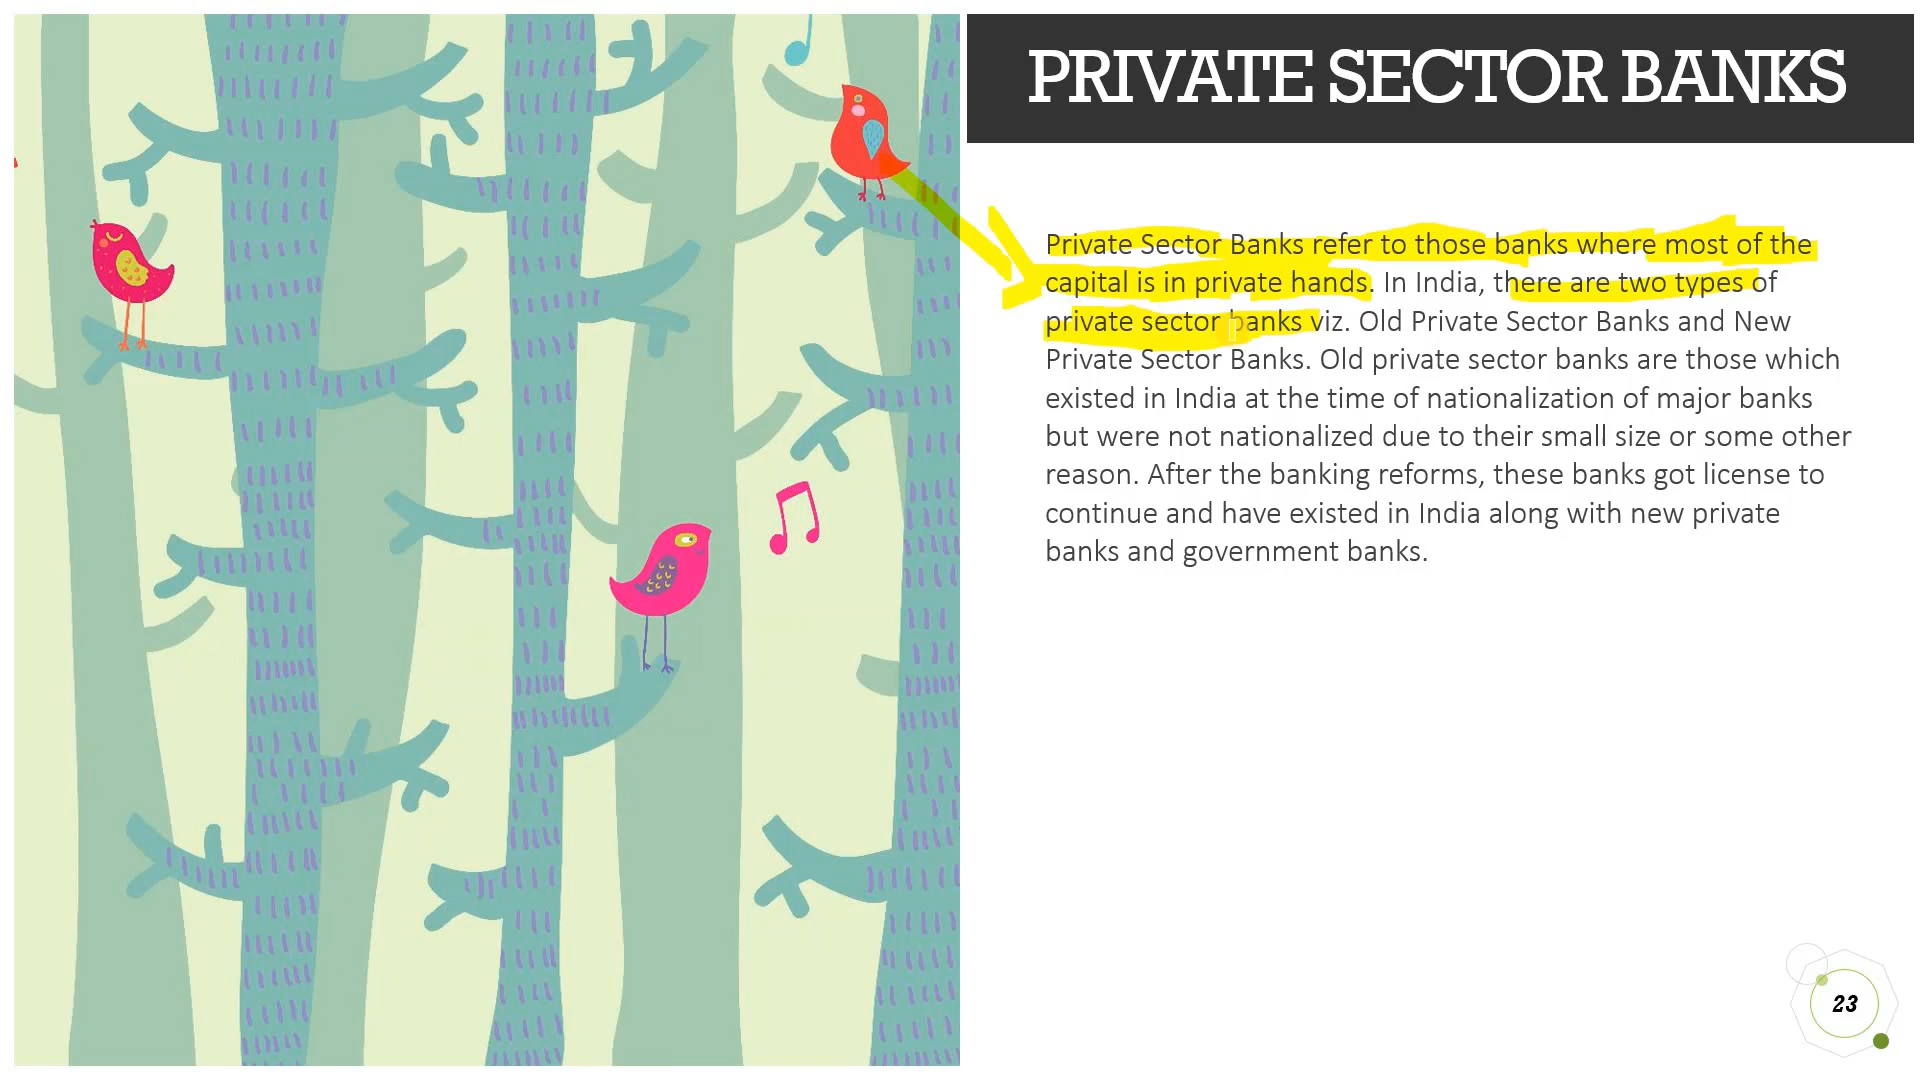 PRIVATE SECTOR BANKS
Private Sector Banks refer to those banks where most of the
capital is in private hands. In India, there are two types of
private sector banks viz. Old Private Sector Banks and New
Private Sector Banks. Old private sector banks are those which
existed in India at the time of nationalization of major banks
but were not nationalized due to their small size or some other
reason. After the banking reforms, these banks got license to
continue and have existed in India along with new private
banks and government banks.
23